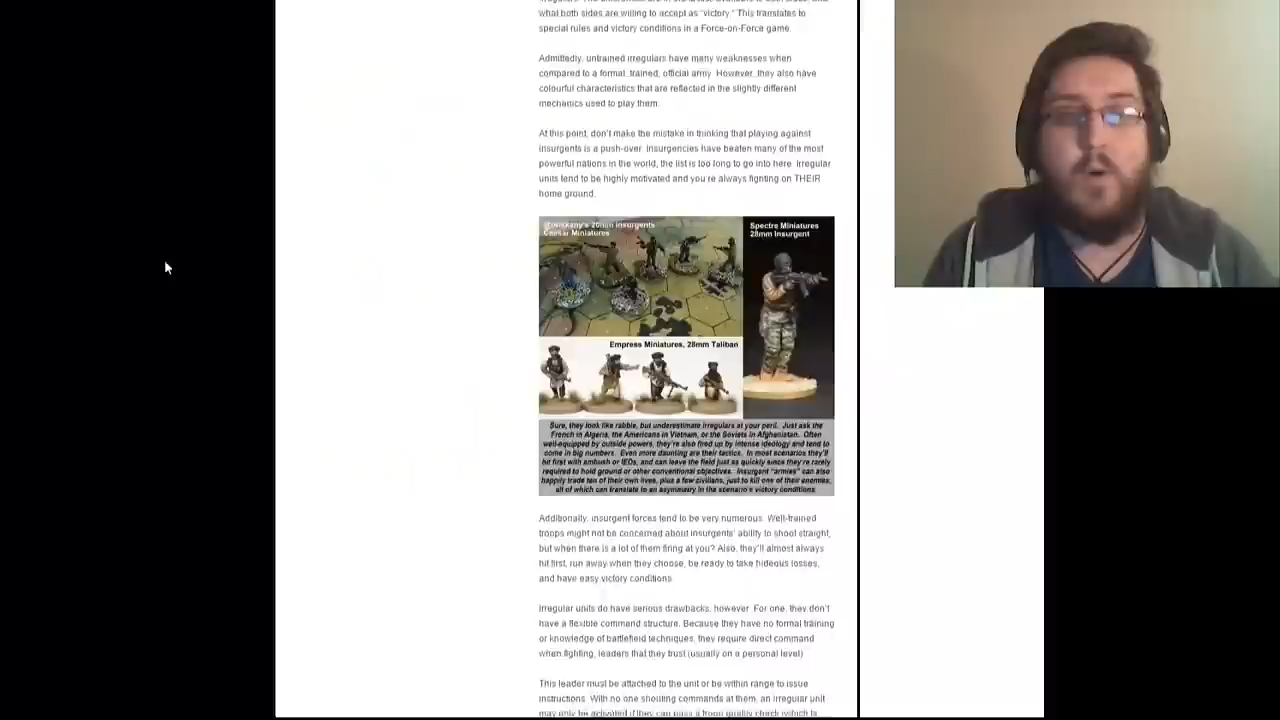 what both sides are willing to accept as "victory." This translates to
special rules and victory conditions in a Force-on-Force game.
Admittedly, untrained irregulars have many weaknesses when
compared to a formal, trained, official army. However, they also have
colourful characteristics that are reflected in the slightly different
mechanics used to play them.
At this point, don't make the mistake in thinking that playing against
insurgents is a push-over. Insurgencies have beaten many of the most
powerful nations in the world, the list is too long to go into here. Irregular
units tend to be highly motivated and you're always fighting on THEIR
home ground.
20mm Insurgents
Caesar Miniatures
Spectre Miniatures
28mm Insurgent
Empress Miniatures, 28mm Taliban
Sure, they look like rabble, but underestimate irregulars at your peril. Just ask the
French in Algeria, the Americans in Vietnam, or the Soviets in Afghanistan. Often
well-equipped by outside powers, they're also fired up by intense ideology and tend to
come in big numbers. Even more daunting are their tactics. In most scenarios they'll
hit first with ambush or IEDs, and can leave the field just as quickly since they're rarely
required to hold ground or other conventional objectives. Insurgent "armies" can also
happily trade ten of their own lives, plus a few civilians, just to kill one of their enemies,
all of which can translate to an asymmetry in the scenario's victory conditions.
Additionally, insurgent forces tend to be very numerous. Well-trained
troops might not be concerned about insurgents' ability to shoot straight,
but when there is a lot of them firing at you? Also, they'll almost always
hit first, run away when they choose, be ready to take hideous losses,
and have easy victory conditions.
Irregular units do have serious drawbacks, however. For one, they don't
have a flexible command structure. Because they have no formal training
or knowledge of battlefield techniques, they require direct command
when fighting, leaders that they trust (usually on a personal level)
This leader must be attached to the unit or be within range to issue
instructions. With no one shouting commands at them, an irregular unit
may only be activated if they can pass a troop quality check (which is